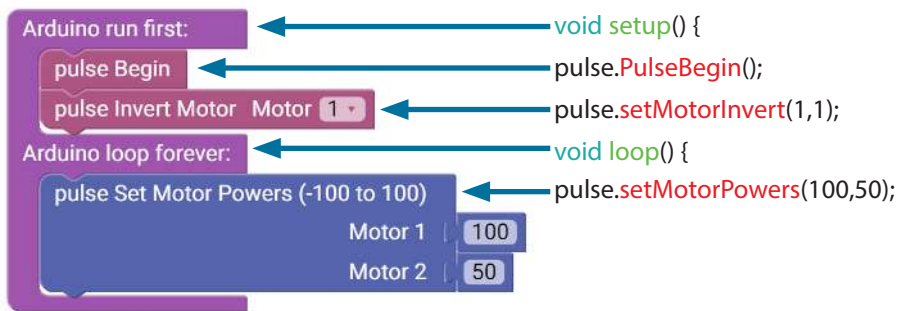 Arduino run first:
void setup() {
pulse Begin
pulse.PulseBegin();
pulse Invert Motor Motor 1
pulse.setMotorInvert(1,1);
Arduino loop forever:
void loop() {
pulse Set Motor Powers (-100 to 100)
pulse.setMotorPowers(100,50);
Motor 1 100
Motor 2 50